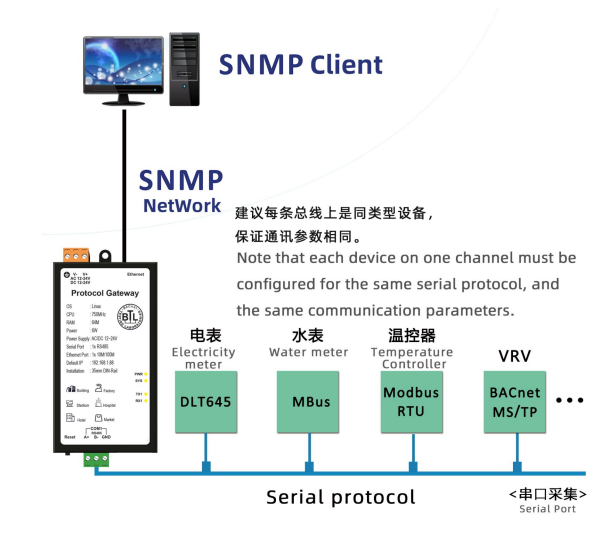 SNMP Client
SNMP
NetWork
建议每条总线上是同类型设备，
保证通讯参数相同。
Note that each device on one channel must be
configured for the same serial protocol, and
the same communication parameters.
V- V+
AC 12-24V
DC 12-24V
Ethernet
Protocol Gateway
OS : Linux
CPU : 750MHz
RAM : 64M
Power : 6W
Power Supply : AC/DC 12~24V
Serial Port : 1x RS485
Ethernet Port : 1x 10M/100M
Default IP : 192.168.1.88
Installation : 35mm DIN-Rail
BTL
PWR
SYS
TX1
RX1
Building Factory
Stadium Hospital
Hotel Market
COM1
RS485
Reset A+ B- GND
电表
Electricity
meter
DLT645
水表
Water meter
MBus
温控器
Temperature
Controller
Modbus
RTU
VRV
BACnet
MS/TP
Serial protocol
<串口采集>
Serial Port